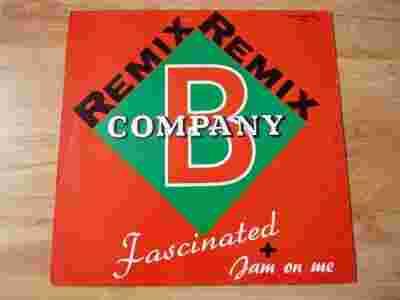 REMIX REMIX
B
COMPANY
Fascinated
+
Jam on me